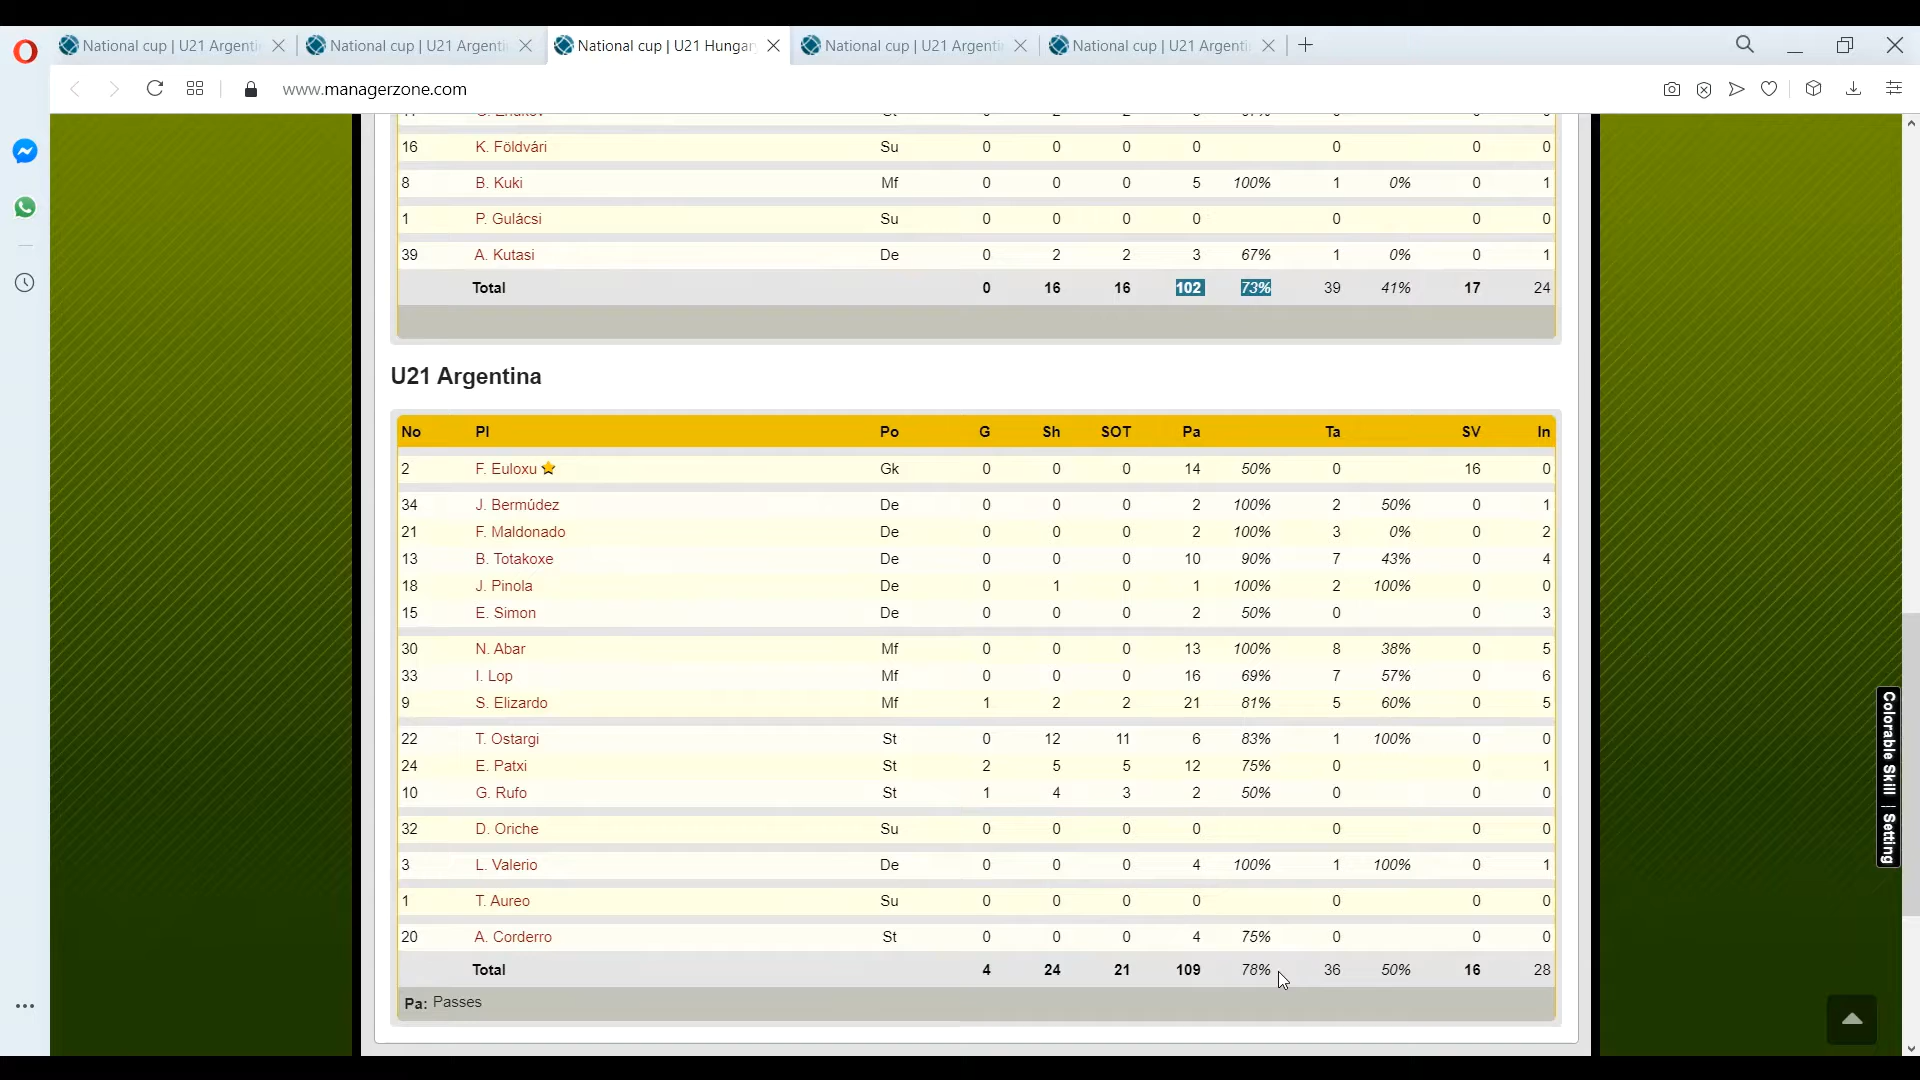 National cup | U21 Argenti National cup | U21 Argenti National cup | U21 Hungar National cup | U21 Argenti National cup | U21 Argenti
www.managerzone.com
16 K. Földvári Su 0 0 0 0 0 0 0
8 B. Kuki Mf 0 0 0 5 100% 1 0% 0 1
1 P. Gulácsi Su 0 0 0 0 0 0 0
39 A. Kutasi De 0 2 2 3 67% 1 0% 0 1
Total 0 16 16 102 73% 39 41% 17 24
U21 Argentina
No Pl Po G Sh SOT Pa Ta SV In
2 F. Euloxu Gk 0 0 0 14 50% 0 16 0
34 J. Bermúdez De 0 0 0 2 100% 2 50% 0 1
21 F. Maldonado De 0 0 0 2 100% 3 0% 0 2
13 B. Totakoxe De 0 0 0 10 90% 7 43% 0 4
18 J. Pinola De 0 1 0 1 100% 2 100% 0 0
15 E. Simon De 0 0 0 2 50% 0 0 3
30 N. Abar Mf 0 0 0 13 100% 8 38% 0 5
33 I. Lop Mf 0 0 0 16 69% 7 57% 0 6
9 S. Elizardo Mf 1 2 2 21 81% 5 60% 0 5
22 T. Ostargi St 0 12 11 6 83% 1 100% 0 0
24 E. Patxi St 2 5 5 12 75% 0 0 1
10 G. Rufo St 1 4 3 2 50% 0 0 0
32 D. Oriche Su 0 0 0 0 0 0 0
3 L. Valerio De 0 0 0 4 100% 1 100% 0 1
1 T. Aureo Su 0 0 0 0 0 0 0
20 A. Corderro St 0 0 0 4 75% 0 0 0
Total 4 24 21 109 78% 36 50% 16 28
Pa: Passes
Colorable Skill | Setting